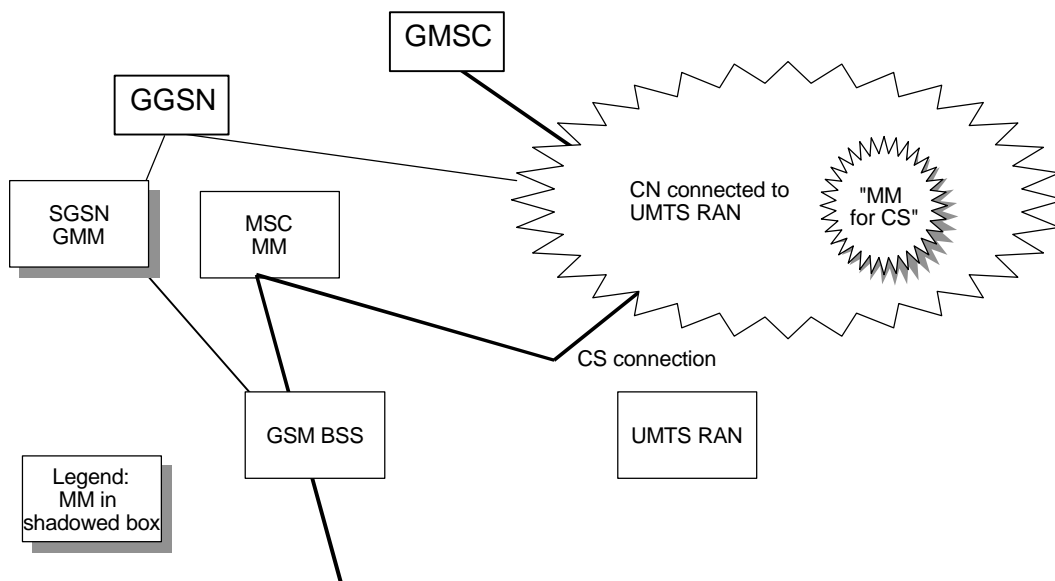 GMSC
GGSN
SGSN
GMM
MSC
MM
CN connected to
UMTS RAN
"MM
for CS"
CS connection
GSM BSS
UMTS RAN
Legend:
MM in
shadowed box